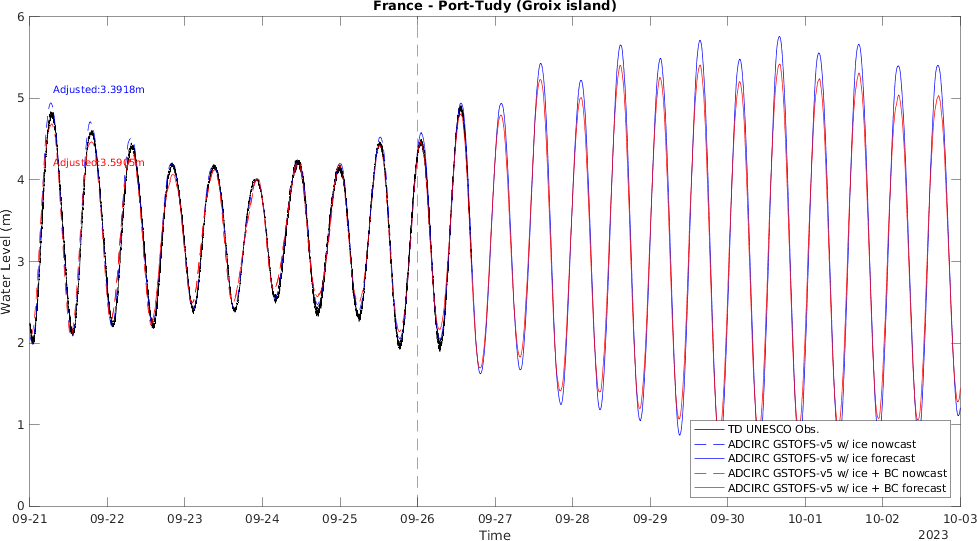 France - Port-Tudy (Groix island)
6
5
4
3
2
1
0
Water Level (m)
Adjusted:3.3918m
Adjusted:3.5905m
TD UNESCO Obs.
ADCIRC GSTOFS-v5 w/ ice nowcast
ADCIRC GSTOFS-v5 w/ ice forecast
ADCIRC GSTOFS-v5 w/ ice + BC nowcast
ADCIRC GSTOFS-v5 w/ ice + BC forecast
09-21 09-22 09-23 09-24 09-25 09-26 09-27 09-28 09-29 09-30 10-01 10-02 10-03
Time
2023